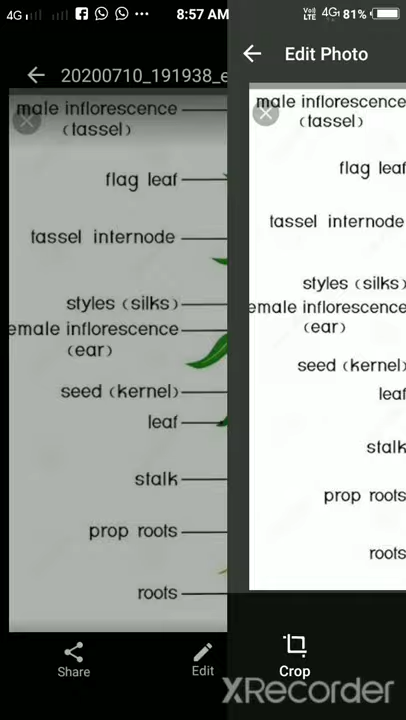 4G 8:57 AM VoI) LTE 4G 81%
20200710_191938_e
male inflorescence
(tassel)
flag leaf
tassel internode
styles (silks)
emale inflorescence
(ear)
seed (kernel)
leaf
stalk
prop roots
roots
Share
Edit
Edit Photo
male inflorescence
(tassel)
flag leaf
tassel internode
styles (silks)
emale inflorescence
(ear)
seed (kernel)
leaf
stalk
prop roots
roots
Crop
XRecorder